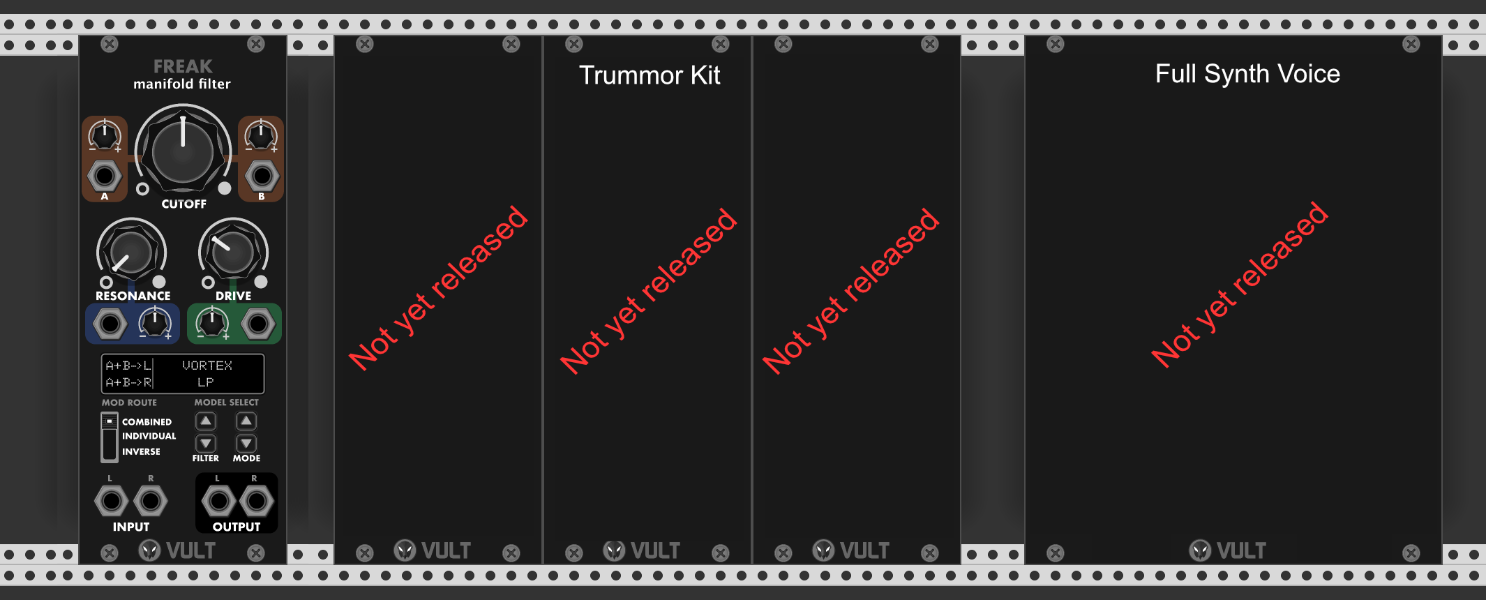 FREAK
manifold filter
A
B
CUTOFF
RESONANCE
DRIVE
A+B->L VORTEX
A+B->R LP
MOD ROUTE
MODEL SELECT
COMBINED
INDIVIDUAL
INVERSE
FILTER
MODE
L R
L R
INPUT
OUTPUT
VULT
Trummor Kit
Not yet released
Not yet released
Not yet released
VULT
VULT
VULT
Full Synth Voice
Not yet released
VULT